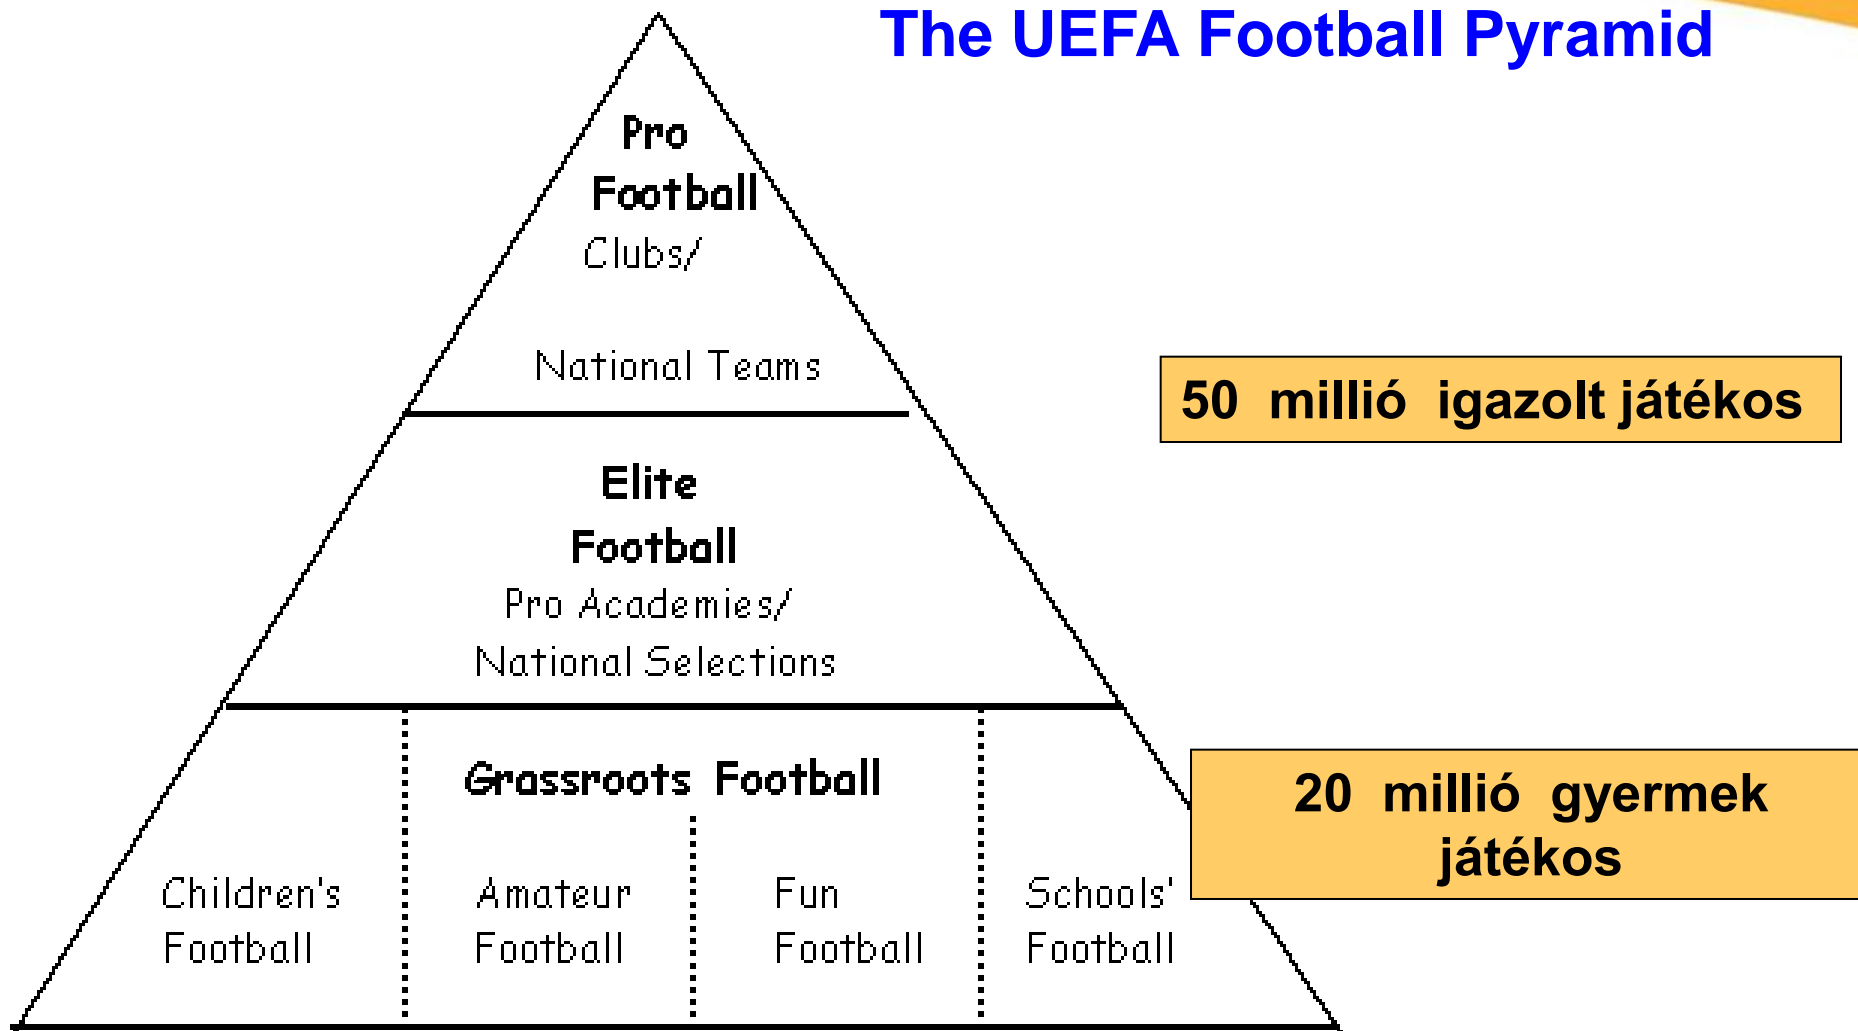 The UEFA Football Pyramid
Pro
Football
Clubs/
National Teams
50 millió igazolt játékos
Elite
Football
Pro Academies/
National Selections
Grassroots Football
20 millió gyermek
játékos
Children's
Football
Amateur
Football
Fun
Football
Schools'
Football